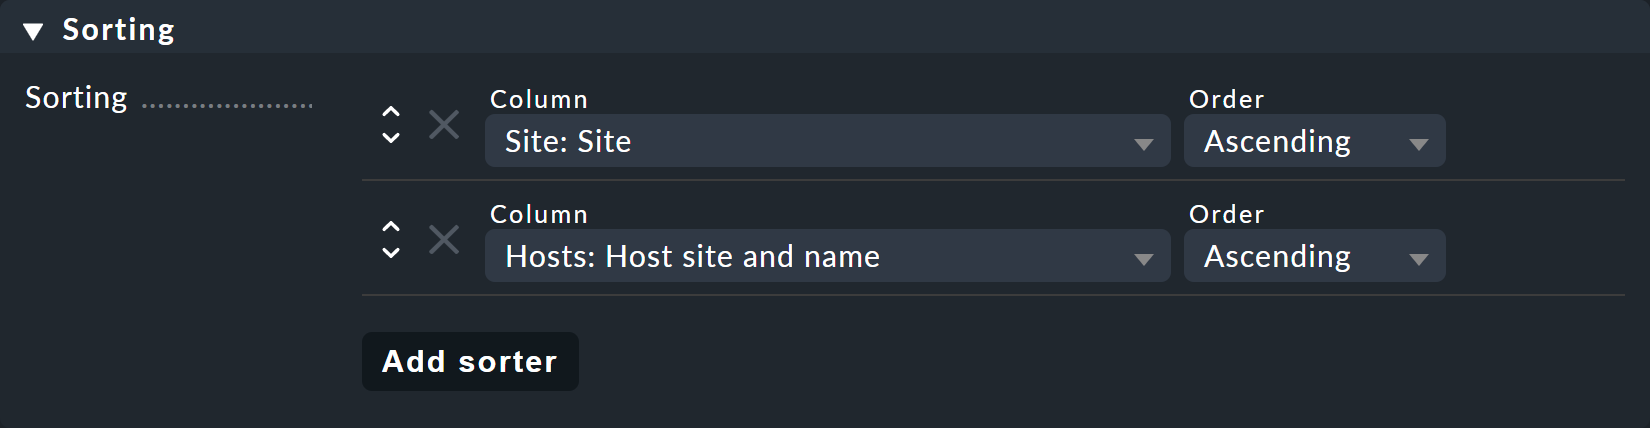 Sorting
Sorting
Column Order
Site: Site Ascending
Column Order
Hosts: Host site and name Ascending
Add sorter